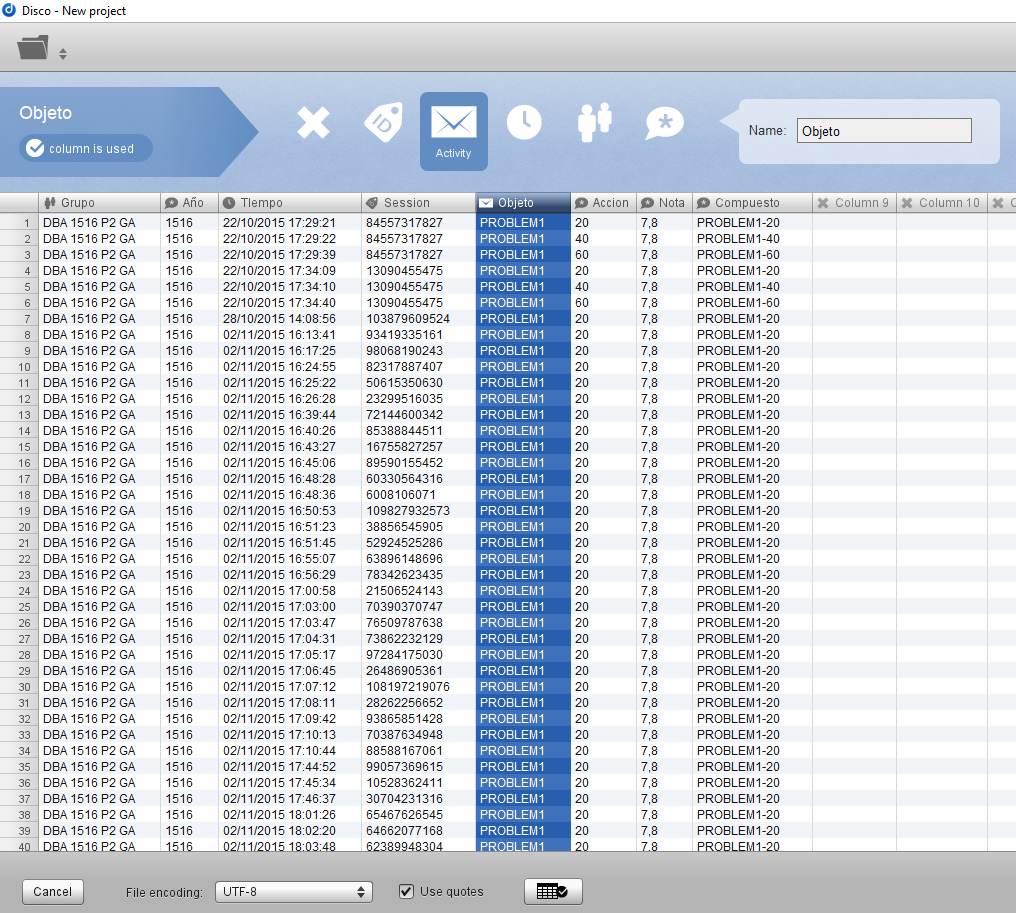 Disco - New project
Objeto
column is used
ID
Activity
Name: Objeto
Grupo Año TIempo Session Objeto Accion Nota Compuesto Column 9 Column 10
1 DBA 1516 P2 GA 1516 22/10/2015 17:29:21 84557317827 PROBLEM1 20 7,8 PROBLEM1-20
2 DBA 1516 P2 GA 1516 22/10/2015 17:29:22 84557317827 PROBLEM1 40 7,8 PROBLEM1-40
3 DBA 1516 P2 GA 1516 22/10/2015 17:29:39 84557317827 PROBLEM1 60 7,8 PROBLEM1-60
4 DBA 1516 P2 GA 1516 22/10/2015 17:34:09 13090455475 PROBLEM1 20 7,8 PROBLEM1-20
5 DBA 1516 P2 GA 1516 22/10/2015 17:34:10 13090455475 PROBLEM1 40 7,8 PROBLEM1-40
6 DBA 1516 P2 GA 1516 22/10/2015 17:34:40 13090455475 PROBLEM1 60 7,8 PROBLEM1-60
7 DBA 1516 P2 GA 1516 28/10/2015 14:08:56 103879609524 PROBLEM1 20 7,8 PROBLEM1-20
8 DBA 1516 P2 GA 1516 02/11/2015 16:13:41 93419335161 PROBLEM1 20 7,8 PROBLEM1-20
9 DBA 1516 P2 GA 1516 02/11/2015 16:17:25 98068190243 PROBLEM1 20 7,8 PROBLEM1-20
10 DBA 1516 P2 GA 1516 02/11/2015 16:24:55 82317887407 PROBLEM1 20 7,8 PROBLEM1-20
11 DBA 1516 P2 GA 1516 02/11/2015 16:25:22 50615350630 PROBLEM1 20 7,8 PROBLEM1-20
12 DBA 1516 P2 GA 1516 02/11/2015 16:26:28 23299516035 PROBLEM1 20 7,8 PROBLEM1-20
13 DBA 1516 P2 GA 1516 02/11/2015 16:39:44 72144600342 PROBLEM1 20 7,8 PROBLEM1-20
14 DBA 1516 P2 GA 1516 02/11/2015 16:40:26 85388844511 PROBLEM1 20 7,8 PROBLEM1-20
15 DBA 1516 P2 GA 1516 02/11/2015 16:43:27 16755827257 PROBLEM1 20 7,8 PROBLEM1-20
16 DBA 1516 P2 GA 1516 02/11/2015 16:45:06 89590155452 PROBLEM1 20 7,8 PROBLEM1-20
17 DBA 1516 P2 GA 1516 02/11/2015 16:48:28 60330564316 PROBLEM1 20 7,8 PROBLEM1-20
18 DBA 1516 P2 GA 1516 02/11/2015 16:48:36 6008106071 PROBLEM1 20 7,8 PROBLEM1-20
19 DBA 1516 P2 GA 1516 02/11/2015 16:50:53 109827932573 PROBLEM1 20 7,8 PROBLEM1-20
20 DBA 1516 P2 GA 1516 02/11/2015 16:51:23 38856545905 PROBLEM1 20 7,8 PROBLEM1-20
21 DBA 1516 P2 GA 1516 02/11/2015 16:51:45 52924525286 PROBLEM1 20 7,8 PROBLEM1-20
22 DBA 1516 P2 GA 1516 02/11/2015 16:55:07 63896148696 PROBLEM1 20 7,8 PROBLEM1-20
23 DBA 1516 P2 GA 1516 02/11/2015 16:56:29 78342623435 PROBLEM1 20 7,8 PROBLEM1-20
24 DBA 1516 P2 GA 1516 02/11/2015 17:00:58 21506524143 PROBLEM1 20 7,8 PROBLEM1-20
25 DBA 1516 P2 GA 1516 02/11/2015 17:03:00 70390370747 PROBLEM1 20 7,8 PROBLEM1-20
26 DBA 1516 P2 GA 1516 02/11/2015 17:03:47 76509787638 PROBLEM1 20 7,8 PROBLEM1-20
27 DBA 1516 P2 GA 1516 02/11/2015 17:04:31 73862232129 PROBLEM1 20 7,8 PROBLEM1-20
28 DBA 1516 P2 GA 1516 02/11/2015 17:05:17 97284175030 PROBLEM1 20 7,8 PROBLEM1-20
29 DBA 1516 P2 GA 1516 02/11/2015 17:06:45 26486905361 PROBLEM1 20 7,8 PROBLEM1-20
30 DBA 1516 P2 GA 1516 02/11/2015 17:07:12 108197219076 PROBLEM1 20 7,8 PROBLEM1-20
31 DBA 1516 P2 GA 1516 02/11/2015 17:08:11 28262256652 PROBLEM1 20 7,8 PROBLEM1-20
32 DBA 1516 P2 GA 1516 02/11/2015 17:09:42 93865851428 PROBLEM1 20 7,8 PROBLEM1-20
33 DBA 1516 P2 GA 1516 02/11/2015 17:10:13 70387634948 PROBLEM1 20 7,8 PROBLEM1-20
34 DBA 1516 P2 GA 1516 02/11/2015 17:10:44 88588167061 PROBLEM1 20 7,8 PROBLEM1-20
35 DBA 1516 P2 GA 1516 02/11/2015 17:44:52 99057369615 PROBLEM1 20 7,8 PROBLEM1-20
36 DBA 1516 P2 GA 1516 02/11/2015 17:45:34 10528362411 PROBLEM1 20 7,8 PROBLEM1-20
37 DBA 1516 P2 GA 1516 02/11/2015 17:46:37 30704231316 PROBLEM1 20 7,8 PROBLEM1-20
38 DBA 1516 P2 GA 1516 02/11/2015 18:01:26 65467626545 PROBLEM1 20 7,8 PROBLEM1-20
39 DBA 1516 P2 GA 1516 02/11/2015 18:02:20 64662077168 PROBLEM1 20 7,8 PROBLEM1-20
40 DBA 1516 P2 GA 1516 02/11/2015 18:03:48 62389948304 PROBLEM1 20 7,8 PROBLEM1-20
Cancel File encoding: UTF-8 Use quotes